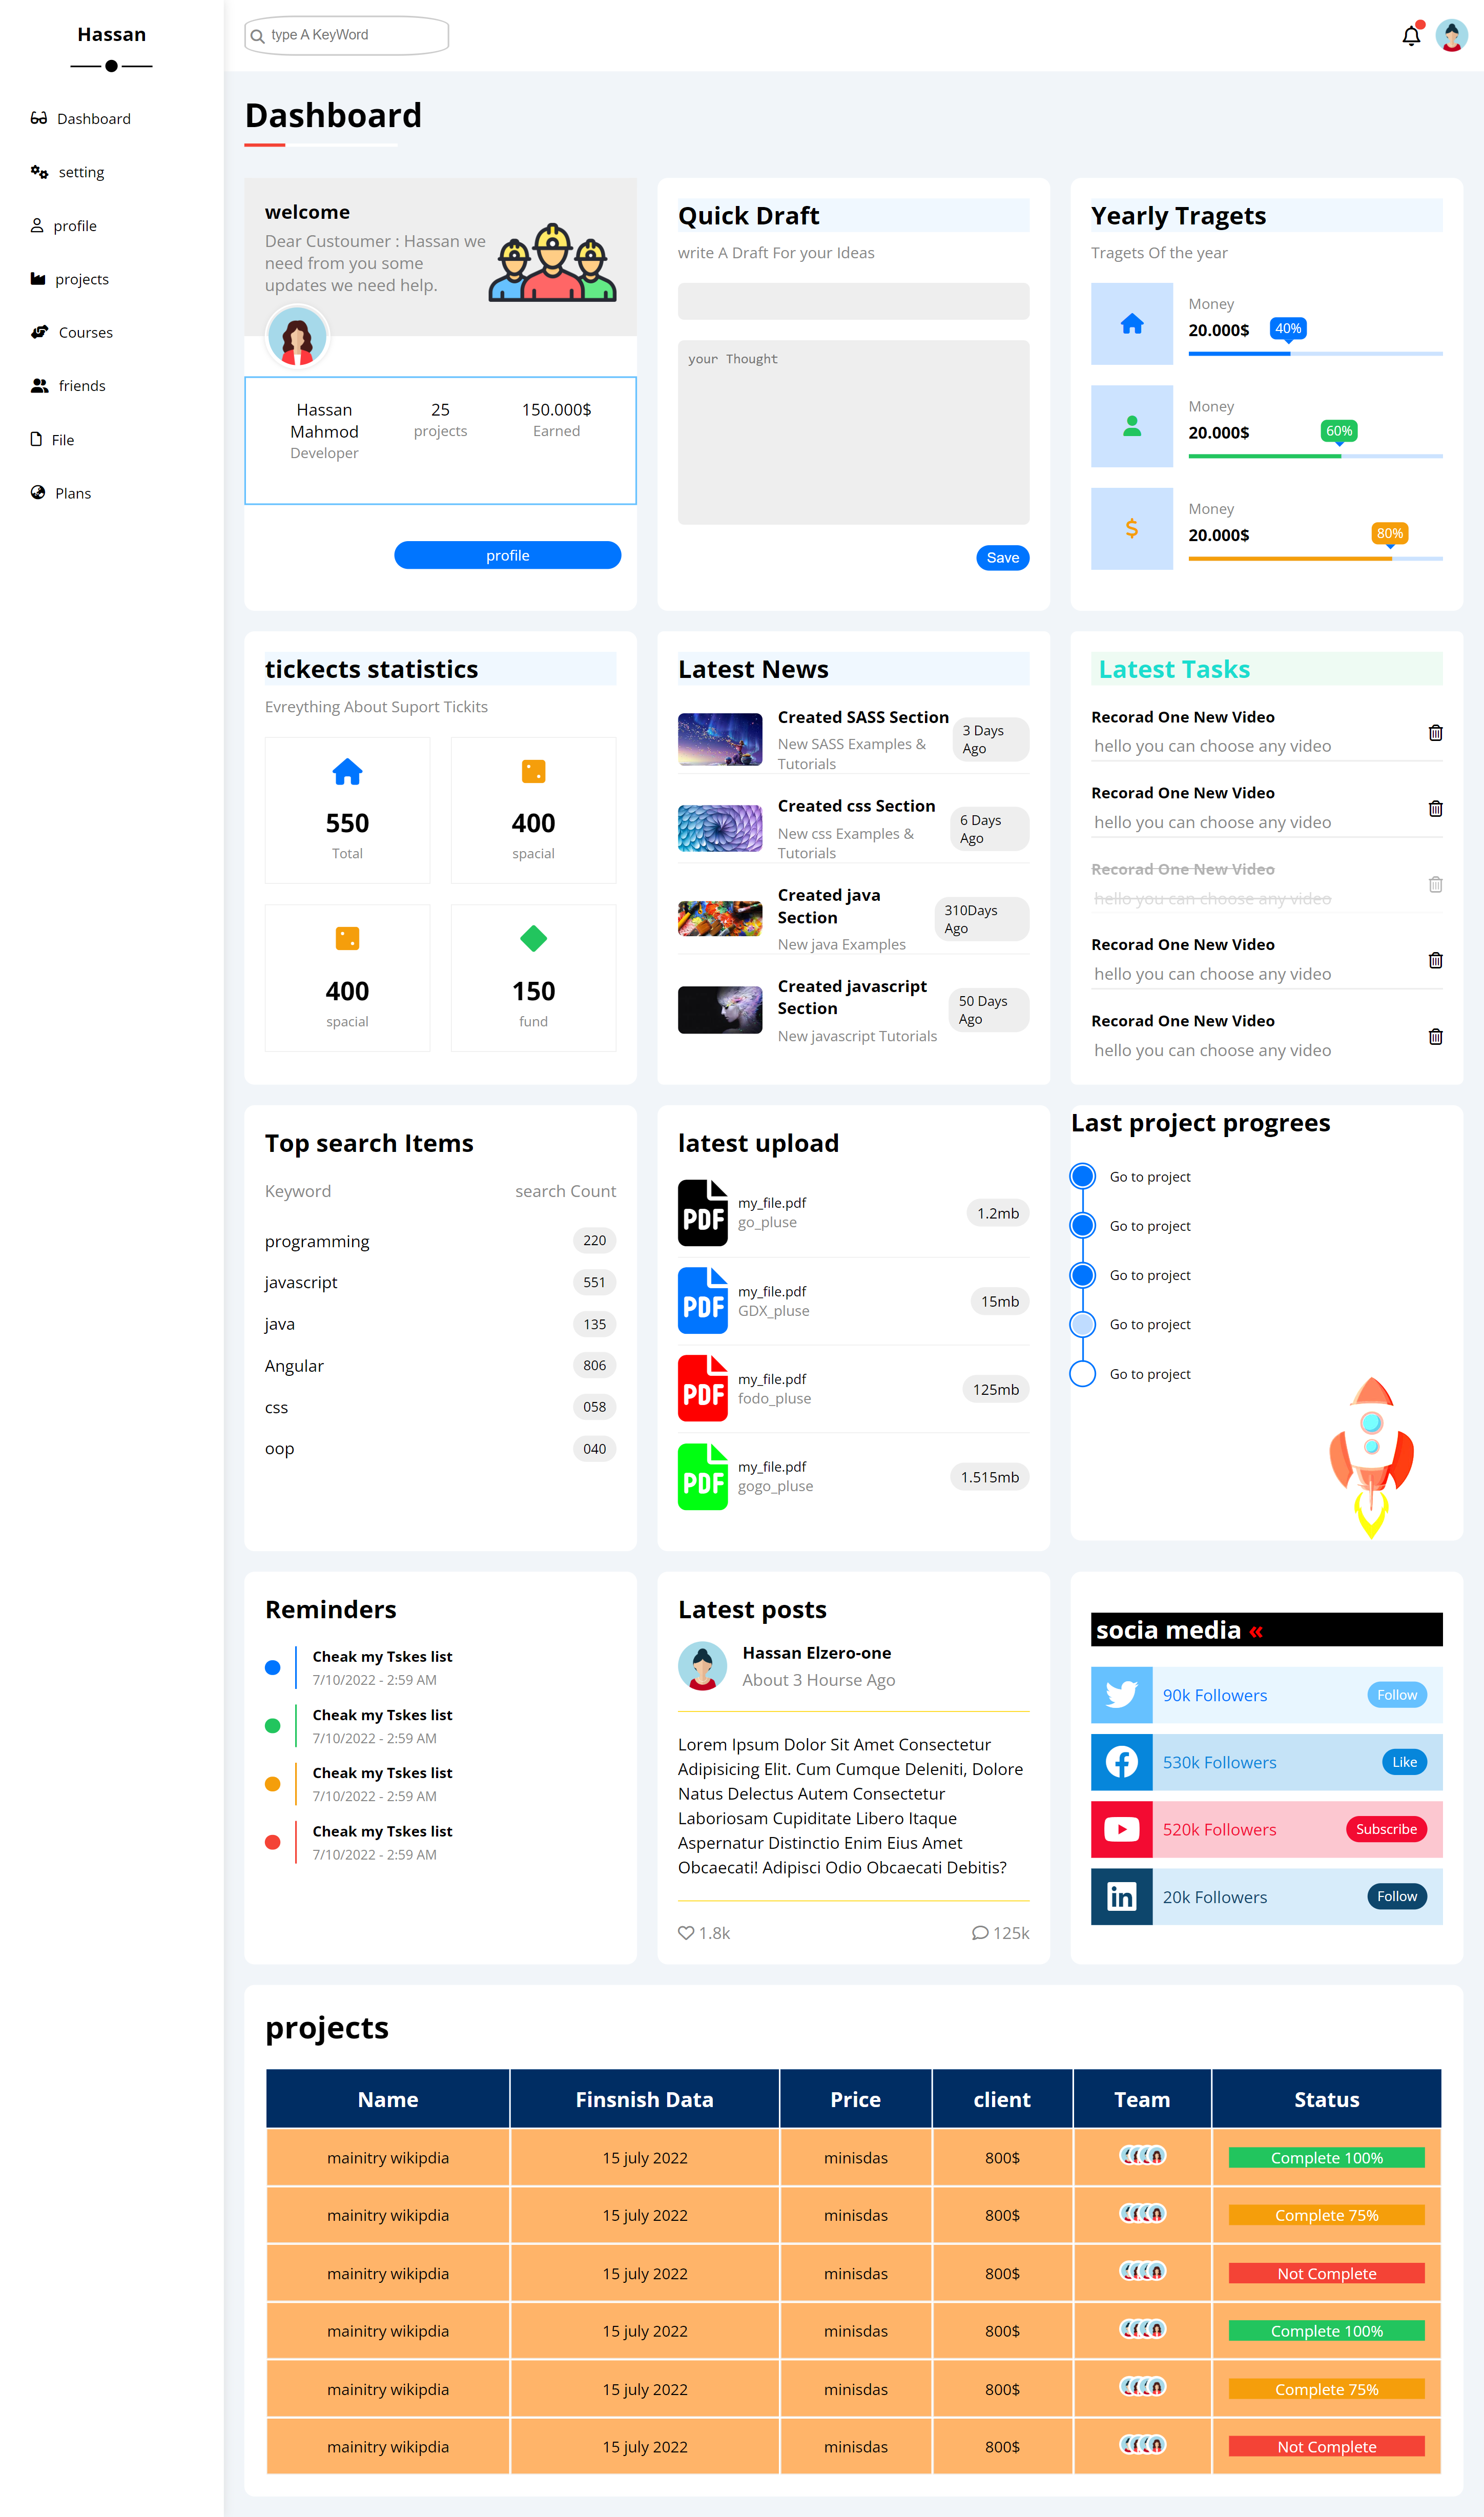 Hassan
type A KeyWord
Dashboard
setting
profile
projects
Courses
friends
File
Plans
Dashboard
welcome
Dear Custoumer : Hassan we
need from you some
updates we need help.
Hassan
Mahmod
Developer
25
projects
150.000$
Earned
profile
Quick Draft
write A Draft For your Ideas
your Thought
Save
Yearly Tragets
Tragets Of the year
Money
20.000$
40%
Money
20.000$
60%
Money
20.000$
80%
tickects statistics
Evreything About Suport Tickits
550
Total
400
spacial
400
spacial
150
fund
Latest News
Created SASS Section
New SASS Examples &
Tutorials
3 Days
Ago
Created css Section
New css Examples &
Tutorials
6 Days
Ago
Created java
Section
New java Examples
310Days
Ago
Created javascript
Section
New javascript Tutorials
50 Days
Ago
Latest Tasks
Recorad One New Video
hello you can choose any video
Recorad One New Video
hello you can choose any video
Recorad One New Video
hello you can choose any video
Recorad One New Video
hello you can choose any video
Recorad One New Video
hello you can choose any video
Top search Items
Keyword search Count
programming 220
javascript 551
java 135
Angular 806
css 058
oop 040
latest upload
PDF
my_file.pdf
go_pluse
1.2mb
PDF
my_file.pdf
GDX_pluse
15mb
PDF
my_file.pdf
fodo_pluse
125mb
PDF
my_file.pdf
gogo_pluse
1.515mb
Last project progrees
Go to project
Go to project
Go to project
Go to project
Go to project
Reminders
Cheak my Tskes list
7/10/2022 - 2:59 AM
Cheak my Tskes list
7/10/2022 - 2:59 AM
Cheak my Tskes list
7/10/2022 - 2:59 AM
Cheak my Tskes list
7/10/2022 - 2:59 AM
Latest posts
Hassan Elzero-one
About 3 Hourse Ago
Lorem Ipsum Dolor Sit Amet Consectetur
Adipisicing Elit. Cum Cumque Deleniti, Dolore
Natus Delectus Autem Consectetur
Laboriosam Cupiditate Libero Itaque
Aspernatur Distinctio Enim Eius Amet
Obcaecati! Adipisci Odio Obcaecati Debitis?
1.8k 125k
socia media «
90k Followers Follow
530k Followers Like
520k Followers Subscribe
in 20k Followers Follow
projects
Name Finsnish Data Price client Team Status
mainitry wikipdia 15 july 2022 minisdas 800$ Complete 100%
mainitry wikipdia 15 july 2022 minisdas 800$ Complete 75%
mainitry wikipdia 15 july 2022 minisdas 800$ Not Complete
mainitry wikipdia 15 july 2022 minisdas 800$ Complete 100%
mainitry wikipdia 15 july 2022 minisdas 800$ Complete 75%
mainitry wikipdia 15 july 2022 minisdas 800$ Not Complete